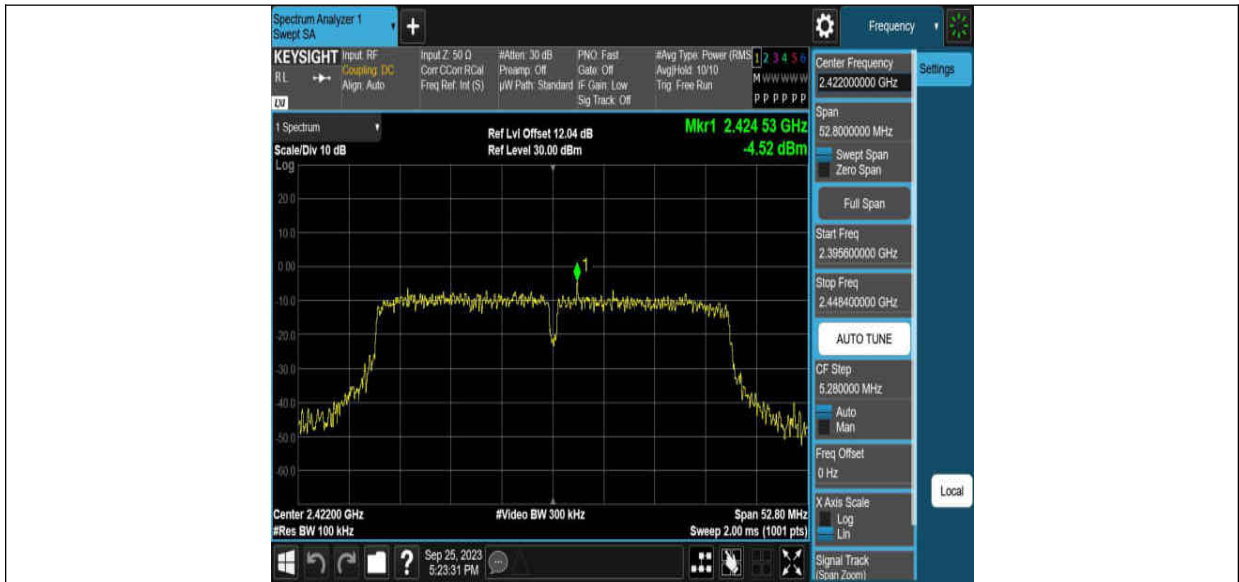 Spectrum Analyzer 1
Swept SA
+
Frequency
KEYSIGHT
RL
LXI
Input: RF
Coupling: DC
Align: Auto
Input Z: 50 Ω
Corr CCorr RCal
Freq Ref: Int (S)
#Atten: 30 dB
Preamp: Off
µW Path: Standard
PNO: Fast
Gate: Off
IF Gain: Low
Sig Track: Off
#Avg Type: Power (RMS
Avg|Hold: 10/10
Trig: Free Run
1 2 3 4 5 6
M W W W W W
P P P P P P
1 Spectrum
Scale/Div 10 dB
Log
Ref Lvl Offset 12.04 dB
Ref Level 30.00 dBm
Mkr1 2.424 53 GHz
-4.52 dBm
20.0
10.0
0.00
-10.0
-20.0
-30.0
-40.0
-50.0
-60.0
1
Center 2.42200 GHz
#Res BW 100 kHz
#Video BW 300 kHz
Span 52.80 MHz
Sweep 2.00 ms (1001 pts)
Center Frequency
2.422000000 GHz
Settings
Span
52.8000000 MHz
Swept Span
Zero Span
Full Span
Start Freq
2.395600000 GHz
Stop Freq
2.448400000 GHz
AUTO TUNE
CF Step
5.280000 MHz
Auto
Man
Freq Offset
0 Hz
X Axis Scale
Log
Lin
Local
Signal Track
(Span Zoom)
?
Sep 25, 2023
5:23:31 PM